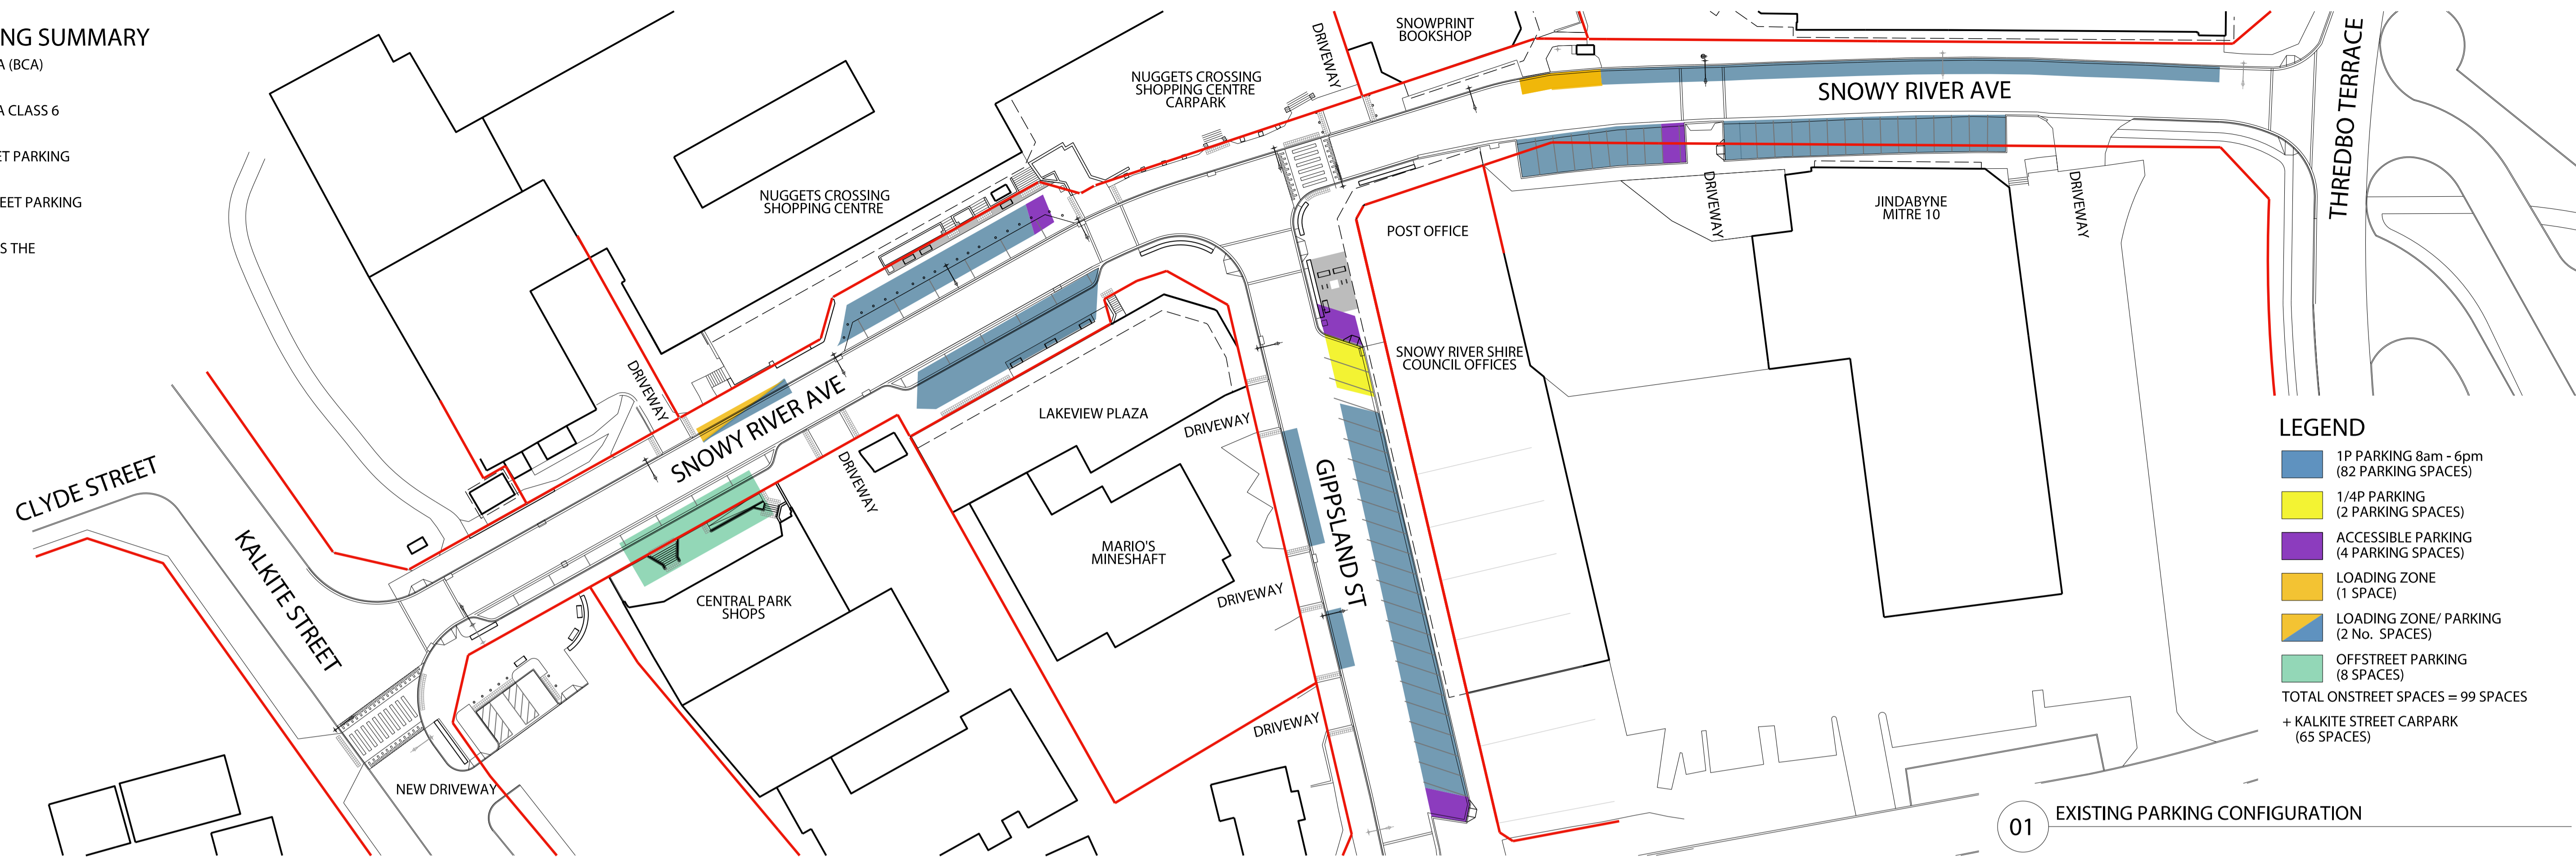 NG SUMMARY
A (BCA)
A CLASS 6
ET PARKING
EET PARKING
S THE
SNOWPRINT
BOOKSHOP
DRIVEWAY
NUGGETS CROSSING
SHOPPING CENTRE
CARPARK
SNOWY RIVER AVE
THREDBO TERRACE
NUGGETS CROSSING
SHOPPING CENTRE
POST OFFICE
DRIVEWAY
JINDABYNE
MITRE 10
DRIVEWAY
SNOWY RIVER SHIRE
COUNCIL OFFICES
DRIVEWAY
SNOWY RIVER AVE
LAKEVIEW PLAZA
DRIVEWAY
DRIVEWAY
GIPPSLAND ST
CLYDE STREET
KALKITE STREET
MARIO'S
MINESHAFT
CENTRAL PARK
SHOPS
DRIVEWAY
DRIVEWAY
NEW DRIVEWAY
LEGEND
1P PARKING 8am - 6pm
(82 PARKING SPACES)
1/4P PARKING
(2 PARKING SPACES)
ACCESSIBLE PARKING
(4 PARKING SPACES)
LOADING ZONE
(1 SPACE)
LOADING ZONE/ PARKING
(2 No. SPACES)
OFFSTREET PARKING
(8 SPACES)
TOTAL ONSTREET SPACES = 99 SPACES
+ KALKITE STREET CARPARK
(65 SPACES)
01
EXISTING PARKING CONFIGURATION